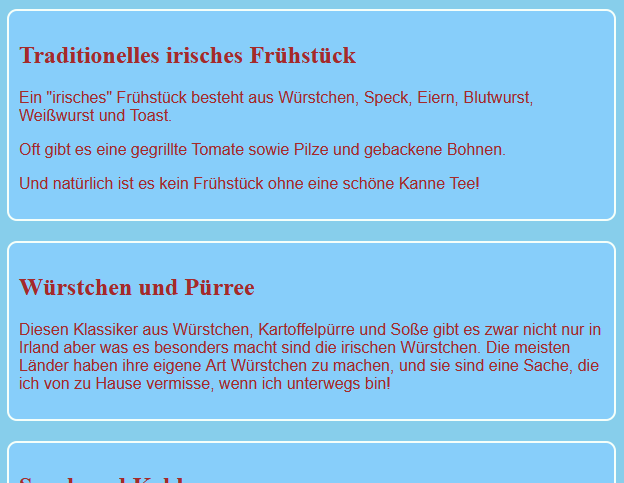 Traditionelles irisches Frühstück
Ein "irisches" Frühstück besteht aus Würstchen, Speck, Eiern, Blutwurst,
Weißwurst und Toast.
Oft gibt es eine gegrillte Tomate sowie Pilze und gebackene Bohnen.
Und natürlich ist es kein Frühstück ohne eine schöne Kanne Tee!
Würstchen und Pürree
Diesen Klassiker aus Würstchen, Kartoffelpürre und Soße gibt es zwar nicht nur in
Irland aber was es besonders macht sind die irischen Würstchen. Die meisten
Länder haben ihre eigene Art Würstchen zu machen, und sie sind eine Sache, die
ich von zu Hause vermisse, wenn ich unterwegs bin!